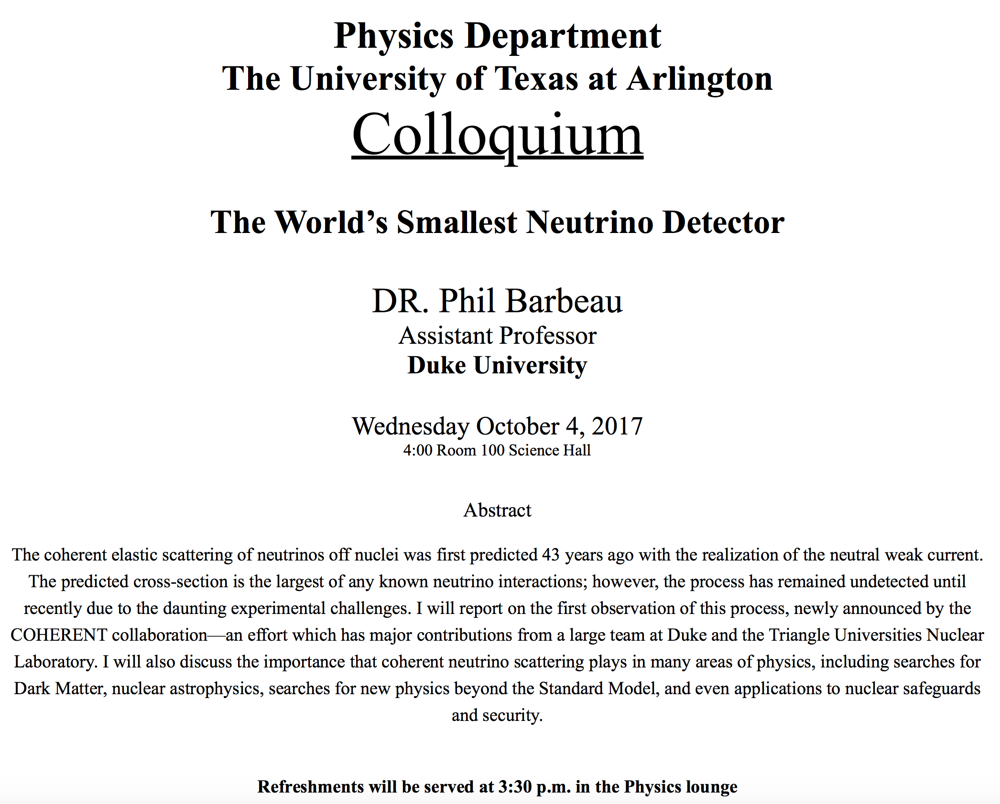 Physics Department
The University of Texas at Arlington
Colloquium
The World’s Smallest Neutrino Detector
DR. Phil Barbeau
Assistant Professor
Duke University
Wednesday October 4, 2017
4:00 Room 100 Science Hall
Abstract
The coherent elastic scattering of neutrinos off nuclei was first predicted 43 years ago with the realization of the neutral weak current.
The predicted cross-section is the largest of any known neutrino interactions; however, the process has remained undetected until
recently due to the daunting experimental challenges. I will report on the first observation of this process, newly announced by the
COHERENT collaboration—an effort which has major contributions from a large team at Duke and the Triangle Universities Nuclear
Laboratory. I will also discuss the importance that coherent neutrino scattering plays in many areas of physics, including searches for
Dark Matter, nuclear astrophysics, searches for new physics beyond the Standard Model, and even applications to nuclear safeguards
and security.
Refreshments will be served at 3:30 p.m. in the Physics lounge